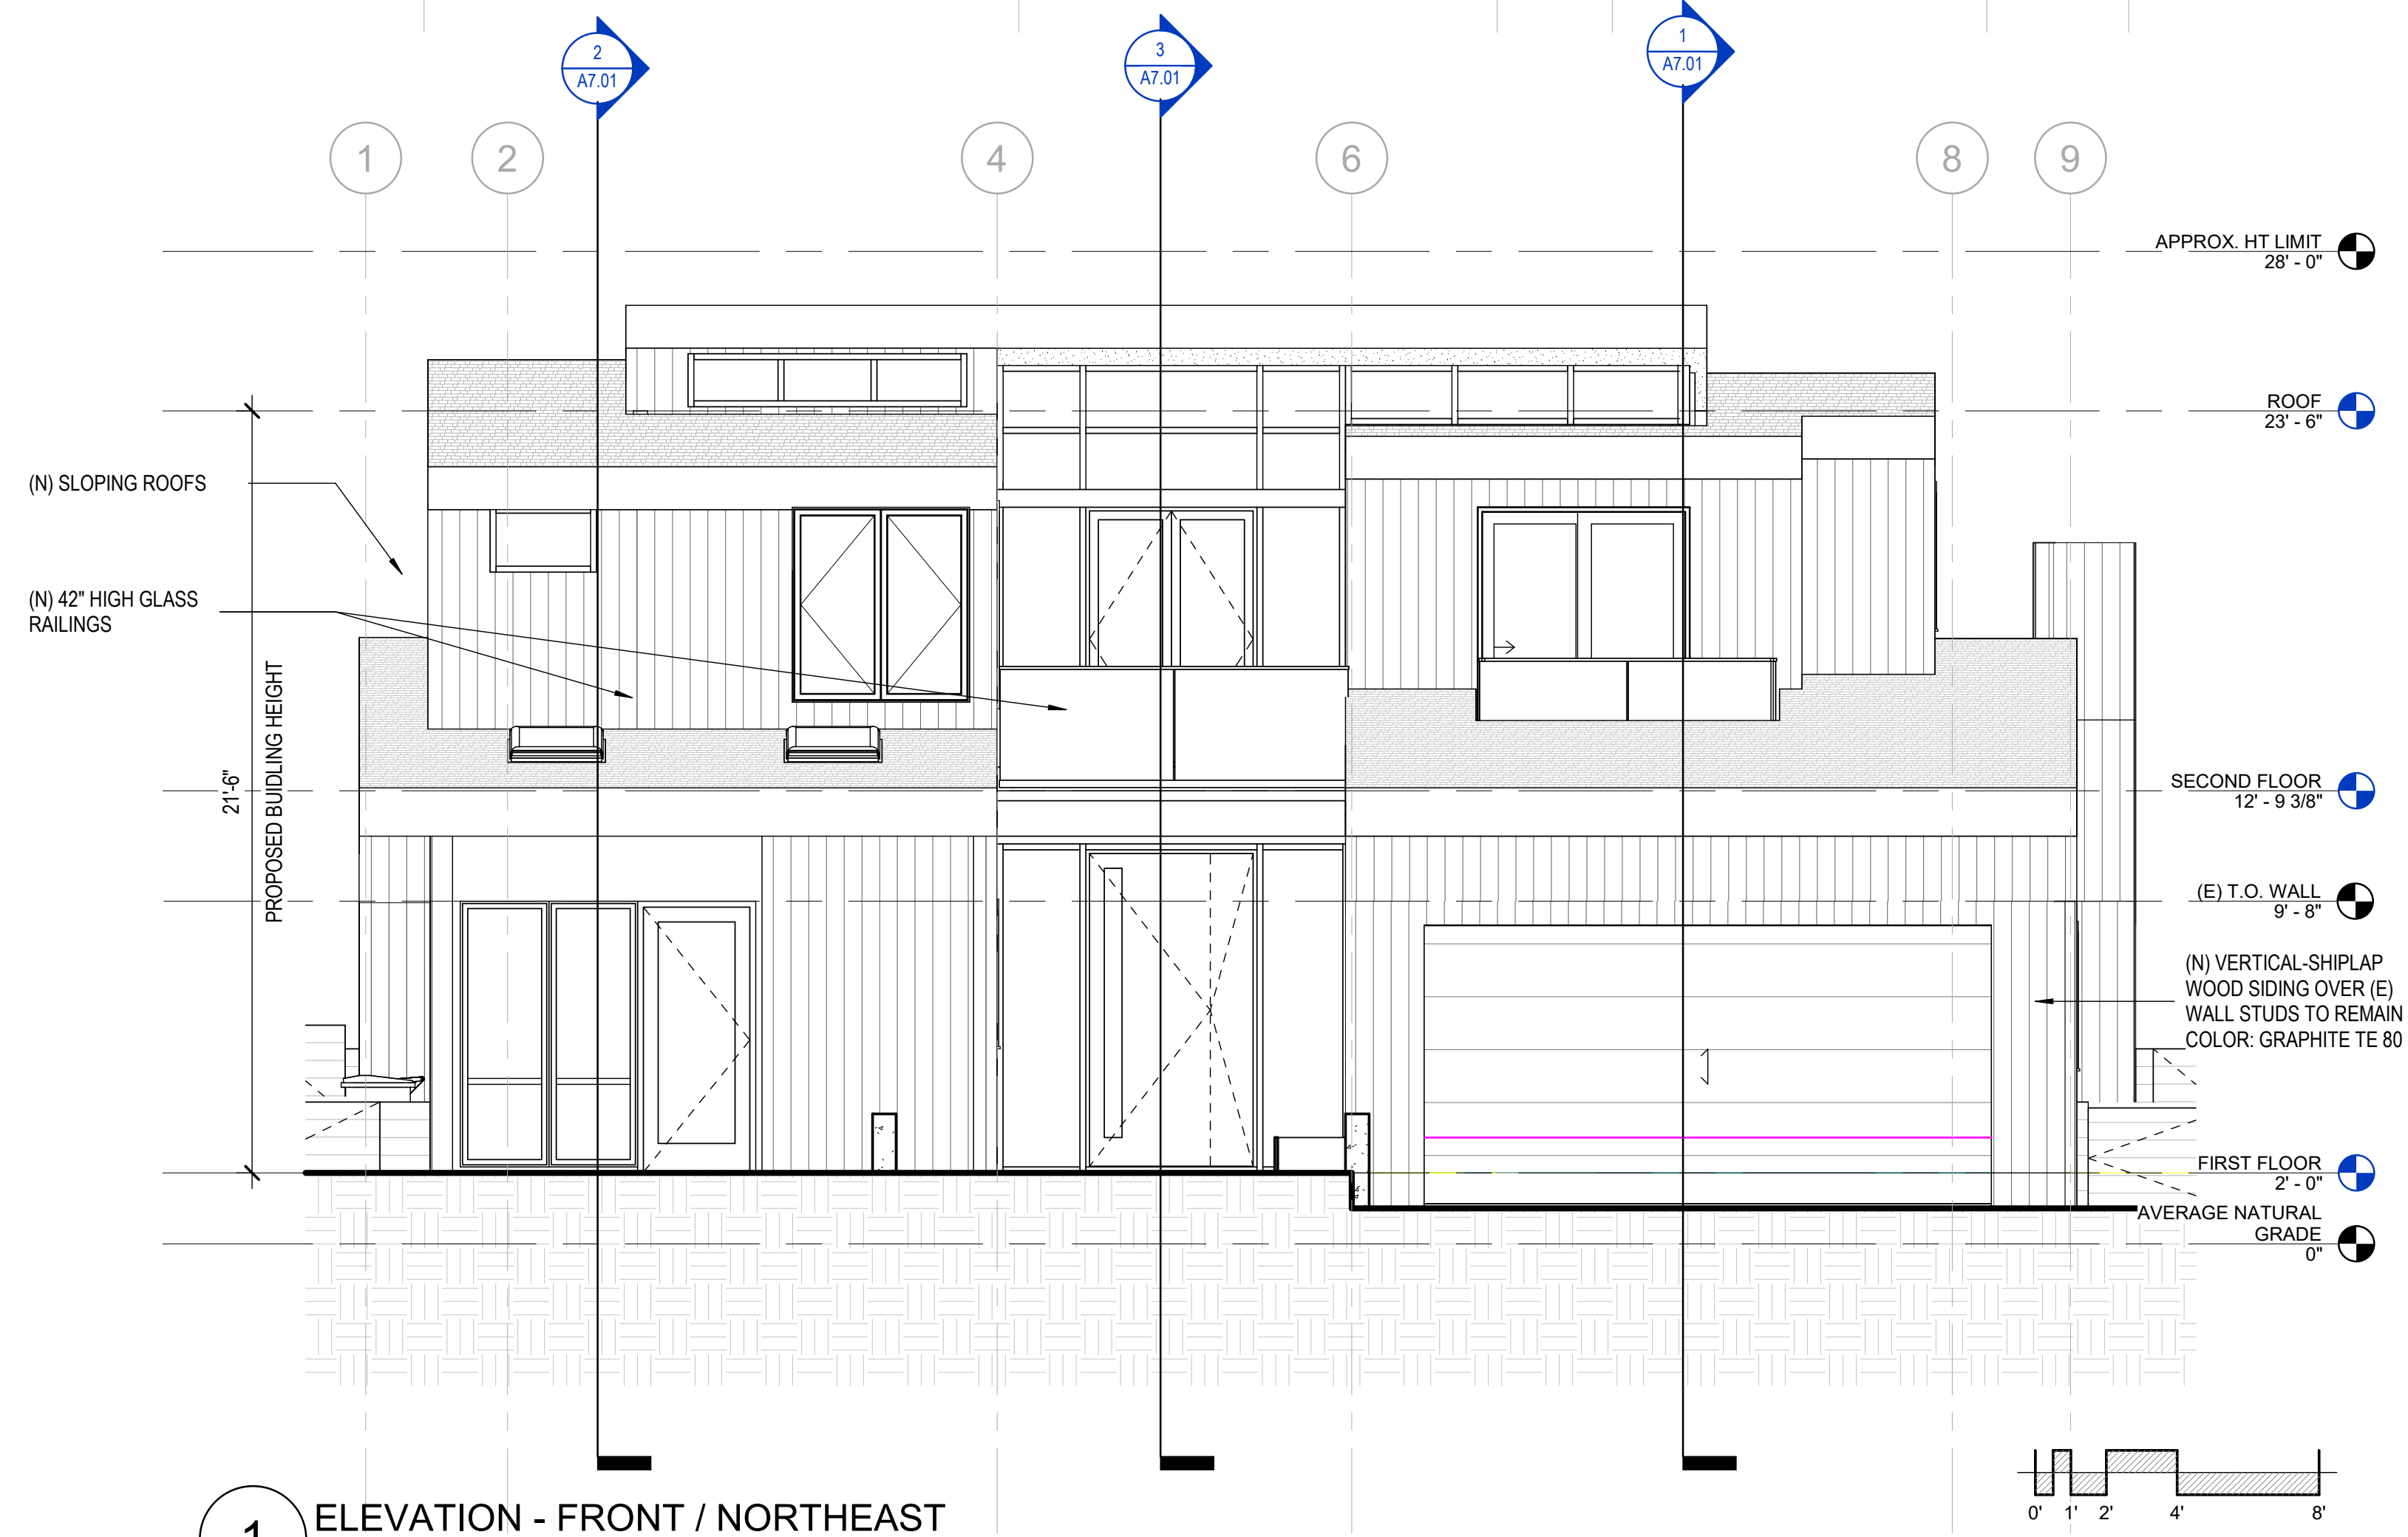 2
A7.01
3
A7.01
1
A7.01
1
2
4
6
8
9
APPROX. HT LIMIT
28' - 0"
ROOF
23' - 6"
(N) SLOPING ROOFS
(N) 42" HIGH GLASS
RAILINGS
21'-6"
PROPOSED BUIDLING HEIGHT
SECOND FLOOR
12' - 9 3/8"
(E) T.O. WALL
9' - 8"
(N) VERTICAL-SHIPLAP
WOOD SIDING OVER (E)
WALL STUDS TO REMAIN
COLOR: GRAPHITE TE 80
FIRST FLOOR
2' - 0"
AVERAGE NATURAL
GRADE
0"
0' 1' 2' 4' 8'
1
ELEVATION - FRONT / NORTHEAST